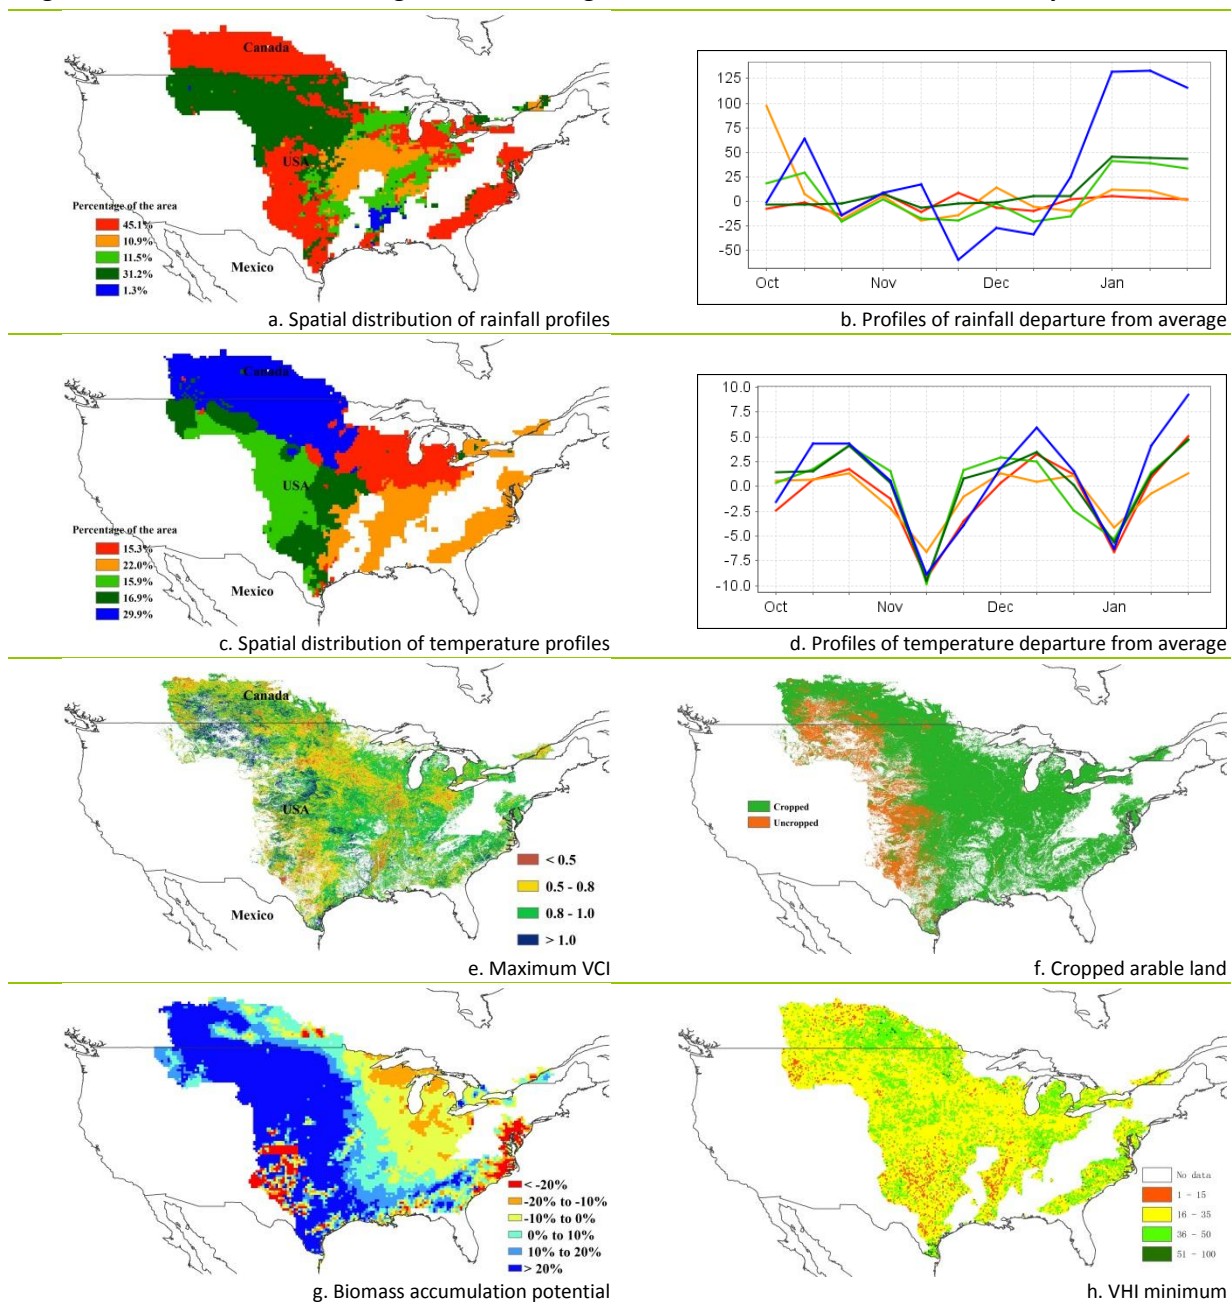 Canada
USA
Mexico
Percentage of the area
45.1%
10.9%
11.5%
31.2%
1.3%
a. Spatial distribution of rainfall profiles
125
100
75
50
25
0
-25
-50
Oct Nov Dec Jan
b. Profiles of rainfall departure from average
Canada
USA
Mexico
Percentage of the area
15.3%
22.0%
15.9%
16.9%
29.9%
c. Spatial distribution of temperature profiles
10.0
7.5
5.0
2.5
0.0
-2.5
-5.0
-7.5
-10.0
Oct Nov Dec Jan
d. Profiles of temperature departure from average
Canada
USA
Mexico
< 0.5
0.5 - 0.8
0.8 - 1.0
> 1.0
e. Maximum VCI
Cropped
Uncropped
f. Cropped arable land
< -20%
-20% to -10%
-10% to 0%
0% to 10%
10% to 20%
> 20%
g. Biomass accumulation potential
No data
1 - 15
16 - 35
36 - 50
51 - 100
h. VHI minimum